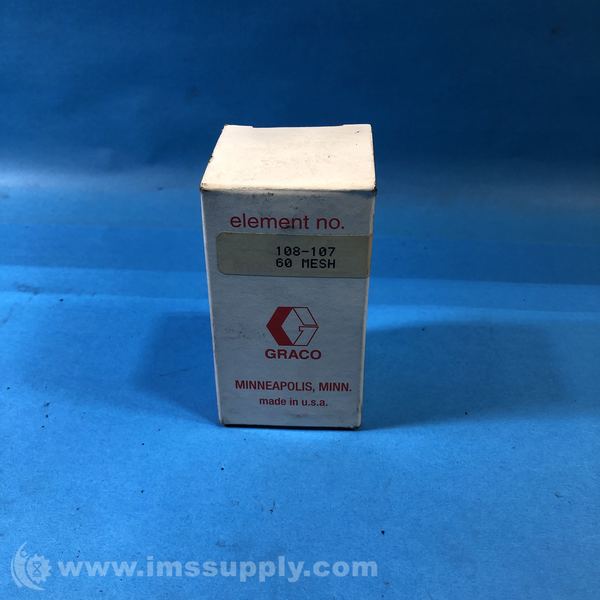 element no.
108-107
60 MESH
GRACO
MINNEAPOLIS, MINN.
made in u.s.a.
www.imssupply.com